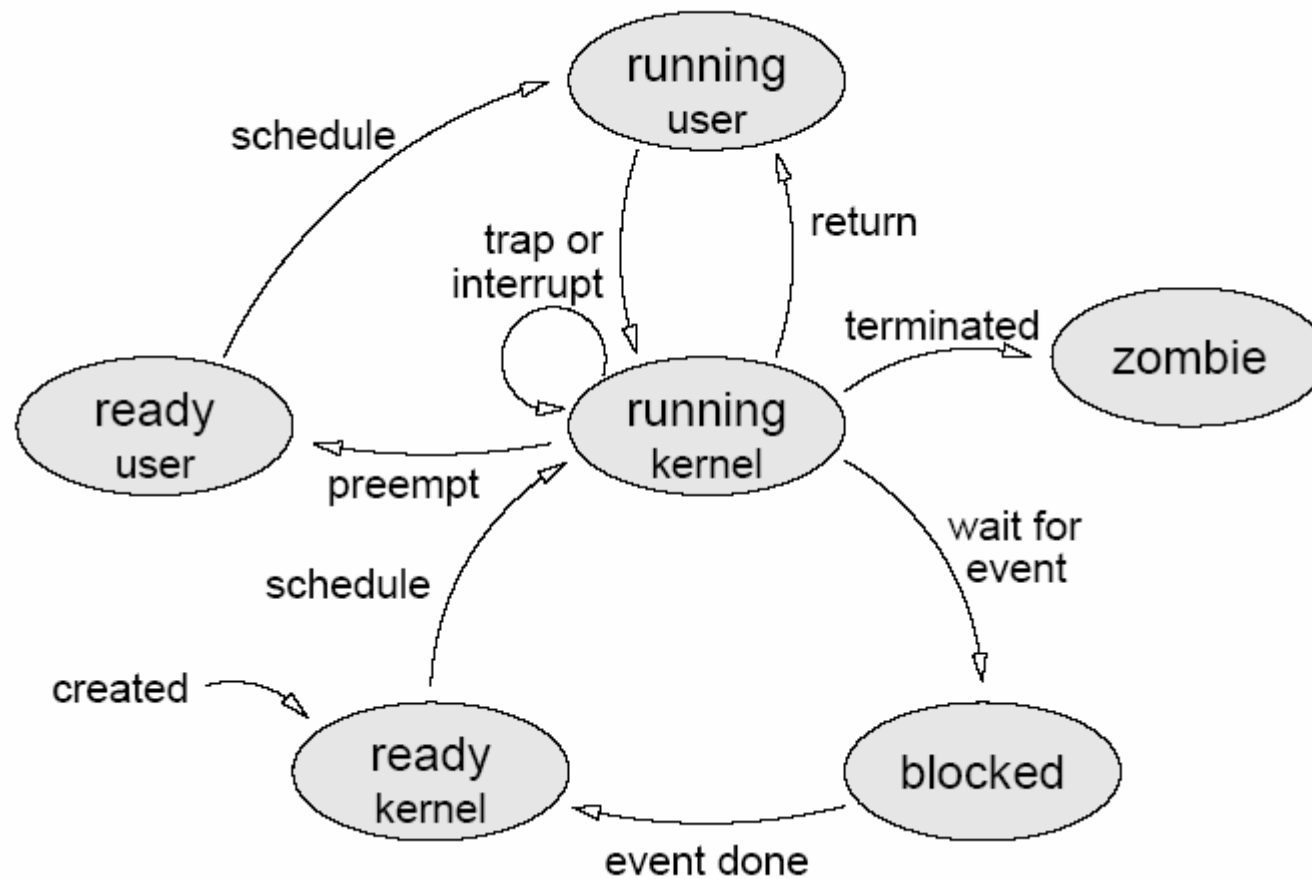 running
user
schedule
trap or
interrupt
return
terminated
zombie
ready
user
running
kernel
preempt
wait for
event
schedule
created
ready
kernel
blocked
event done